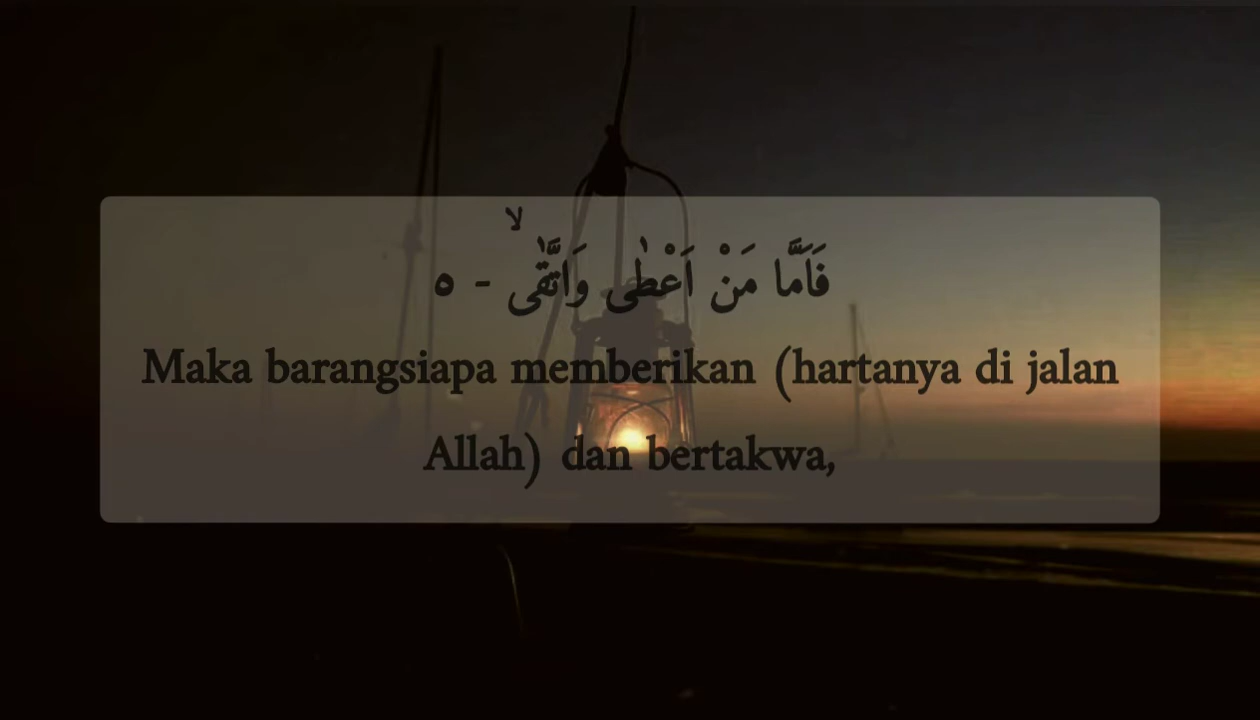 فَاَمَّا مَنْ اَعْطٰى وَاتَّقٰىۙ - ٥
Maka barangsiapa memberikan (hartanya di jalan
Allah) dan bertakwa,